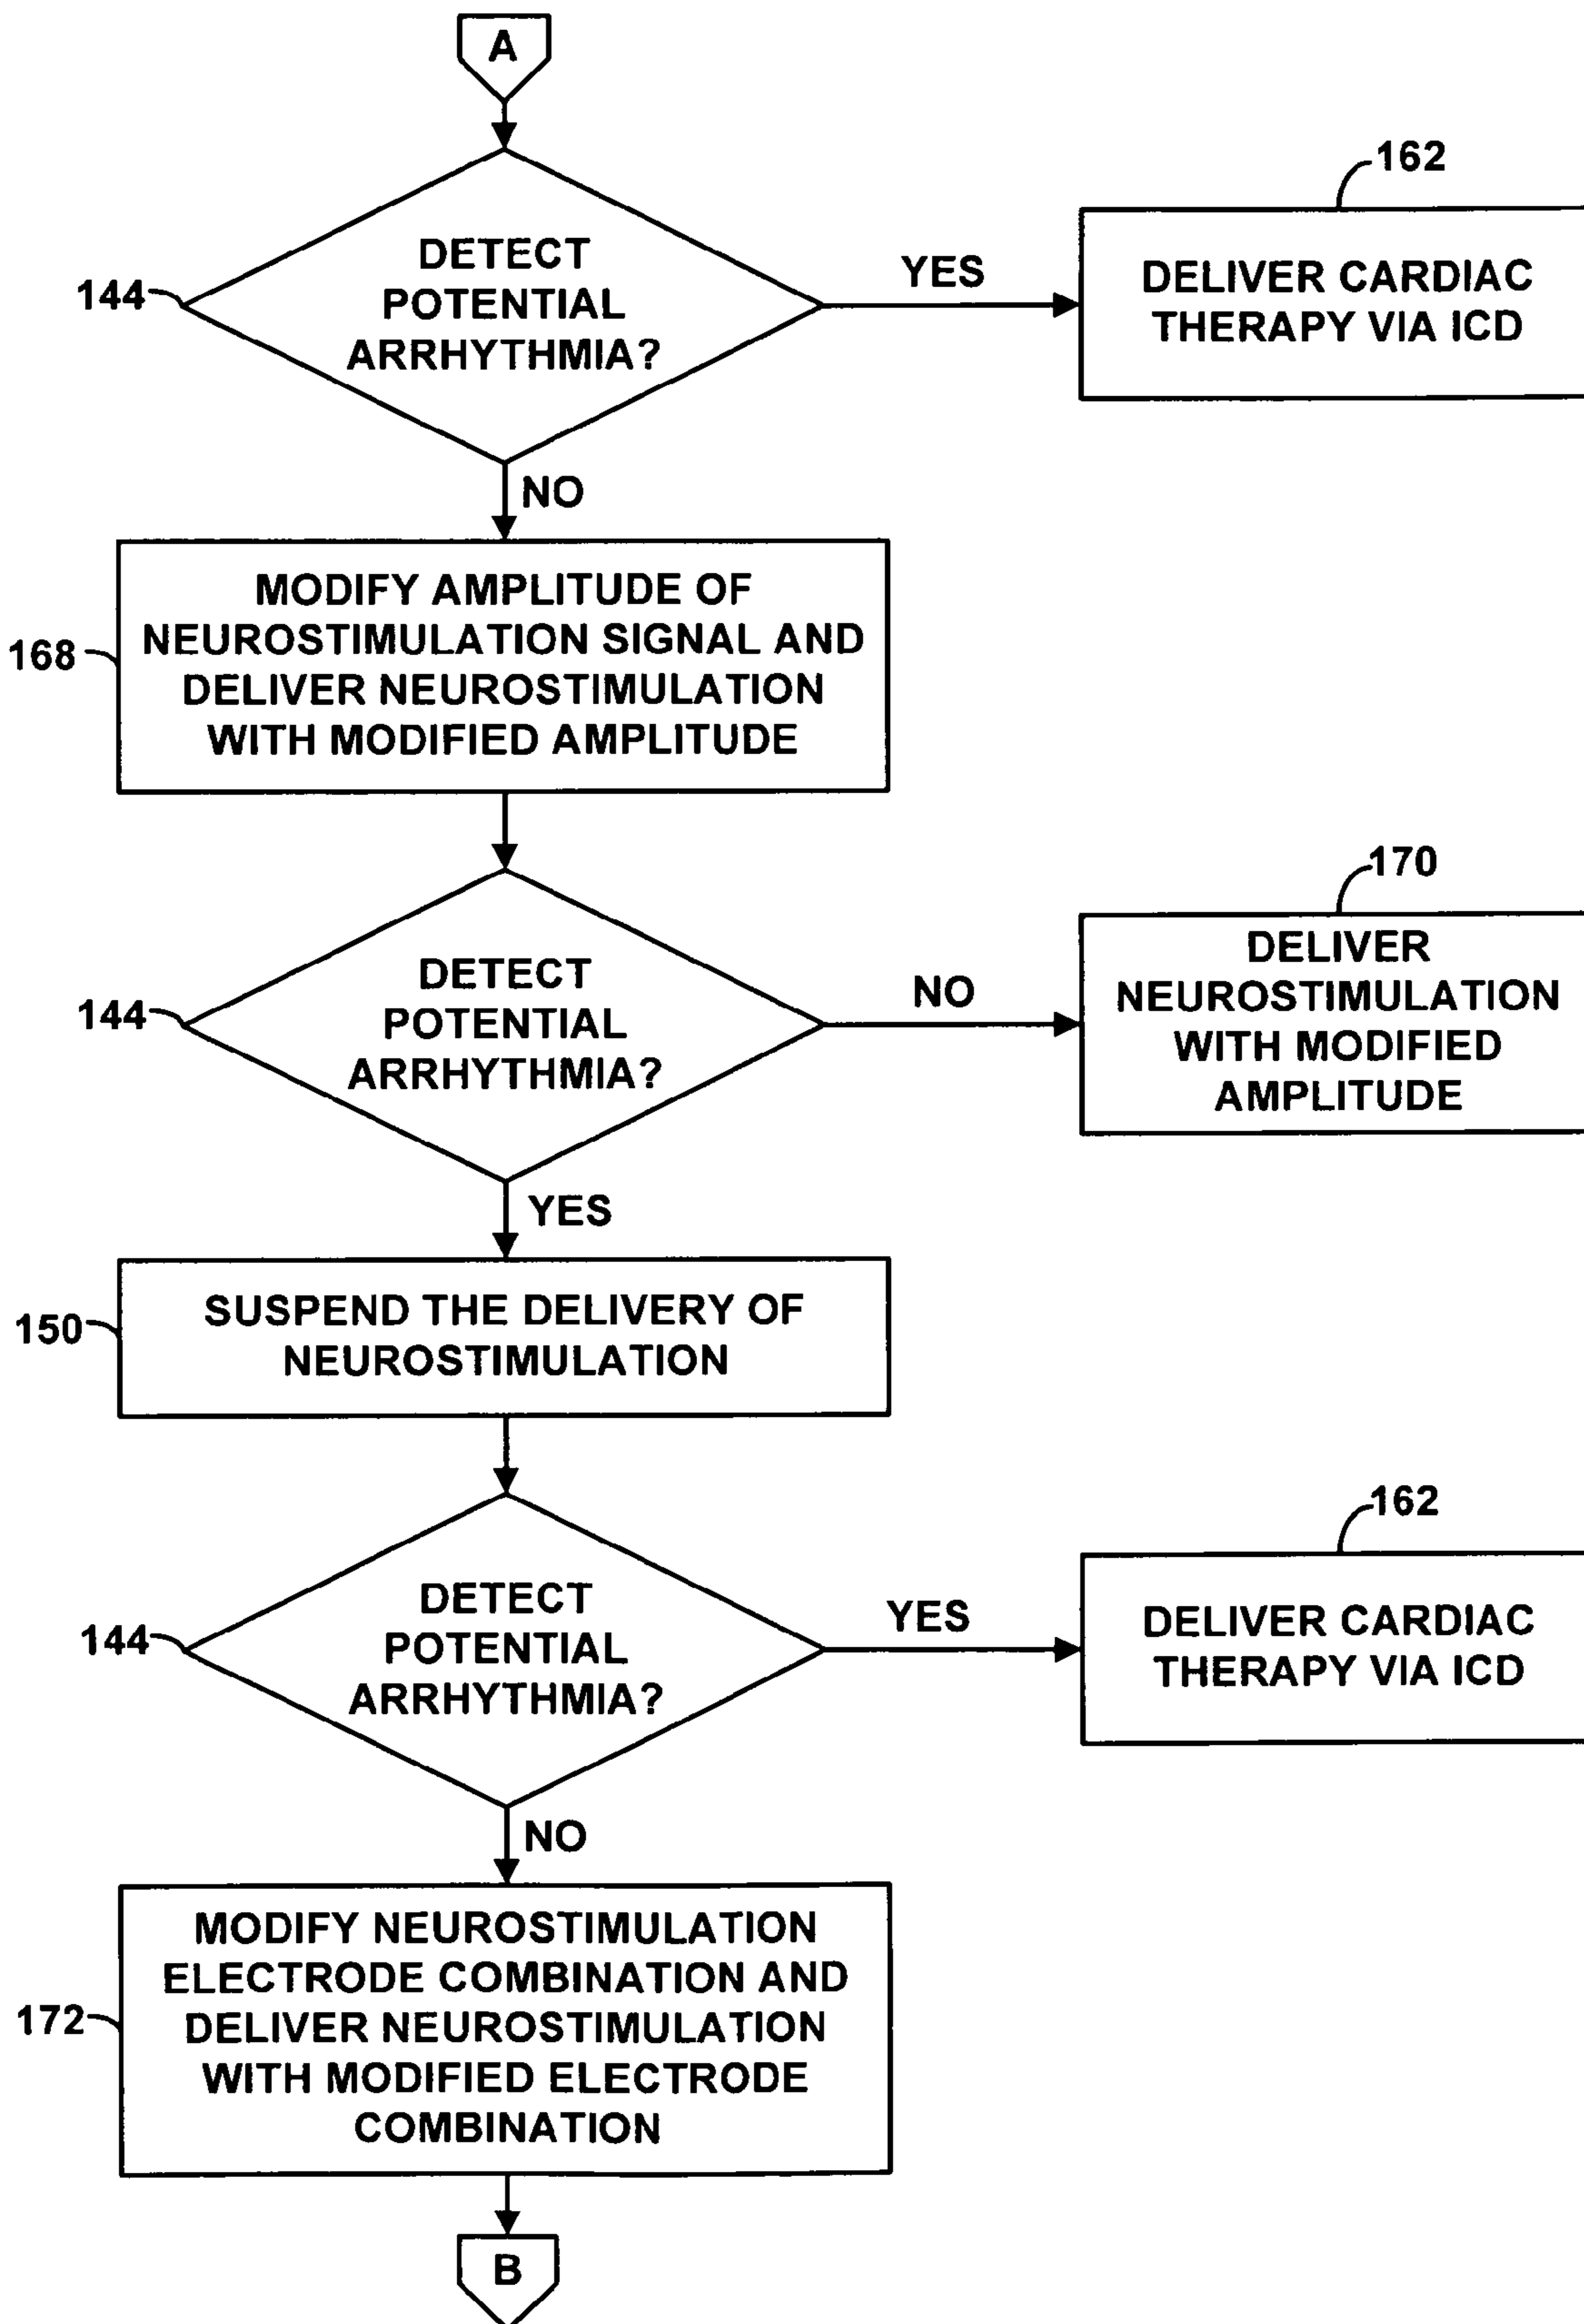 A
162
DETECT
POTENTIAL
ARRHYTHMIA?
144
YES
DELIVER CARDIAC
THERAPY VIA ICD
NO
MODIFY AMPLITUDE OF
NEUROSTIMULATION SIGNAL AND
DELIVER NEUROSTIMULATION
WITH MODIFIED AMPLITUDE
168
170
DETECT
POTENTIAL
ARRHYTHMIA?
144
NO
DELIVER
NEUROSTIMULATION
WITH MODIFIED
AMPLITUDE
YES
SUSPEND THE DELIVERY OF
NEUROSTIMULATION
150
162
DETECT
POTENTIAL
ARRHYTHMIA?
144
YES
DELIVER CARDIAC
THERAPY VIA ICD
NO
MODIFY NEUROSTIMULATION
ELECTRODE COMBINATION AND
DELIVER NEUROSTIMULATION
WITH MODIFIED ELECTRODE
COMBINATION
172
B